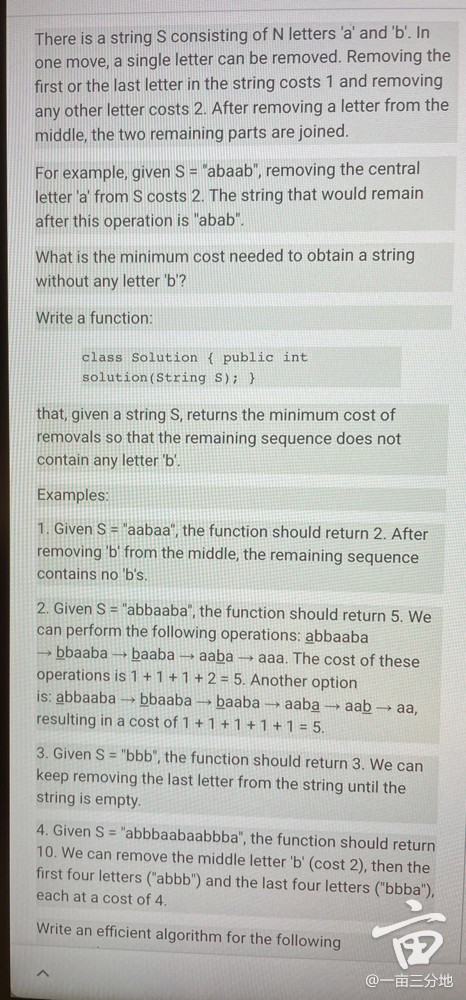 There is a string S consisting of N letters 'a' and 'b'. In
one move, a single letter can be removed. Removing the
first or the last letter in the string costs 1 and removing
any other letter costs 2. After removing a letter from the
middle, the two remaining parts are joined.
For example, given S = "abaab", removing the central
letter 'a' from S costs 2. The string that would remain
after this operation is "abab".
What is the minimum cost needed to obtain a string
without any letter 'b'?
Write a function:
class Solution { public int
solution(String S); }
that, given a string S, returns the minimum cost of
removals so that the remaining sequence does not
contain any letter 'b'.
Examples:
1. Given S = "aabaa", the function should return 2. After
removing 'b' from the middle, the remaining sequence
contains no 'b's.
2. Given S = "abbaaba", the function should return 5. We
can perform the following operations: abbaaba
→ bbaaba → baaba → aaba → aaa. The cost of these
operations is 1 + 1 + 1 + 2 = 5. Another option
is: abbaaba → bbaaba → baaba → aaba → aab → aa,
resulting in a cost of 1 + 1 + 1 + 1 + 1 = 5.
3. Given S = "bbb", the function should return 3. We can
keep removing the last letter from the string until the
string is empty.
4. Given S = "abbbaabaabbba", the function should return
10. We can remove the middle letter 'b' (cost 2), then the
first four letters ("abbb") and the last four letters ("bbba"),
each at a cost of 4.
Write an efficient algorithm for the following
亩
@一亩三分地